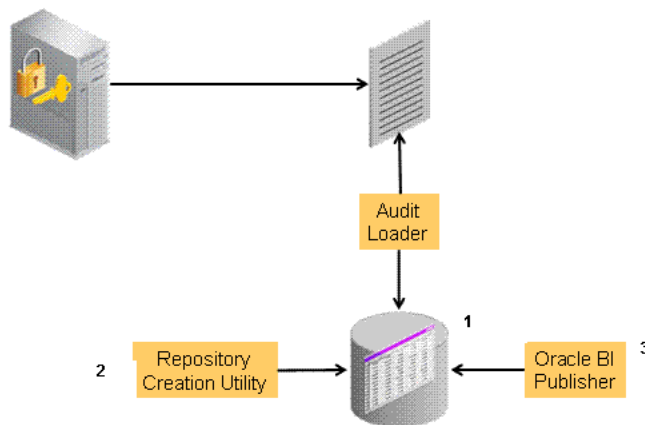 Audit
Loader
1
2
Repository
Creation Utility
Oracle BI
Publisher
3